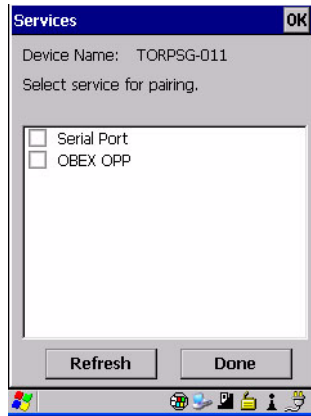 Services OK
Device Name: TORPSG-011
Select service for pairing.
Serial Port
OBEX OPP
Refresh Done